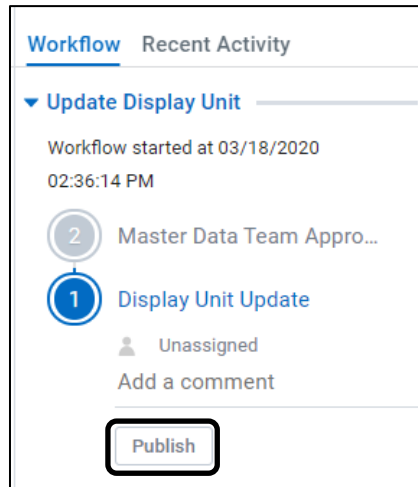 Workflow Recent Activity
Update Display Unit
Workflow started at 03/18/2020
02:36:14 PM
2 Master Data Team Appro...
1 Display Unit Update
Unassigned
Add a comment
Publish